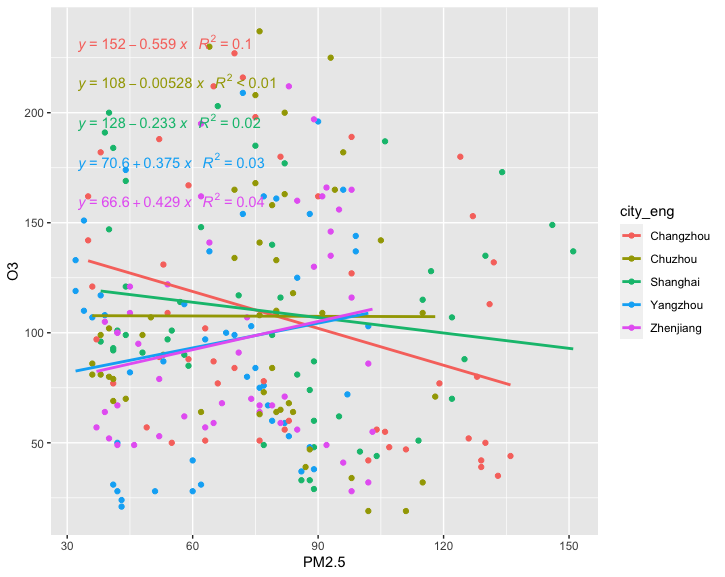 y = 152 – 0.559 x R² = 0.1
y = 108 – 0.00528 x R² < 0.01
y = 128 – 0.233 x R² = 0.02
y = 70.6 + 0.375 x R² = 0.03
y = 66.6 + 0.429 x R² = 0.04
200
150
100
50
O3
30 60 90 120 150
PM2.5
city_eng
Changzhou
Chuzhou
Shanghai
Yangzhou
Zhenjiang